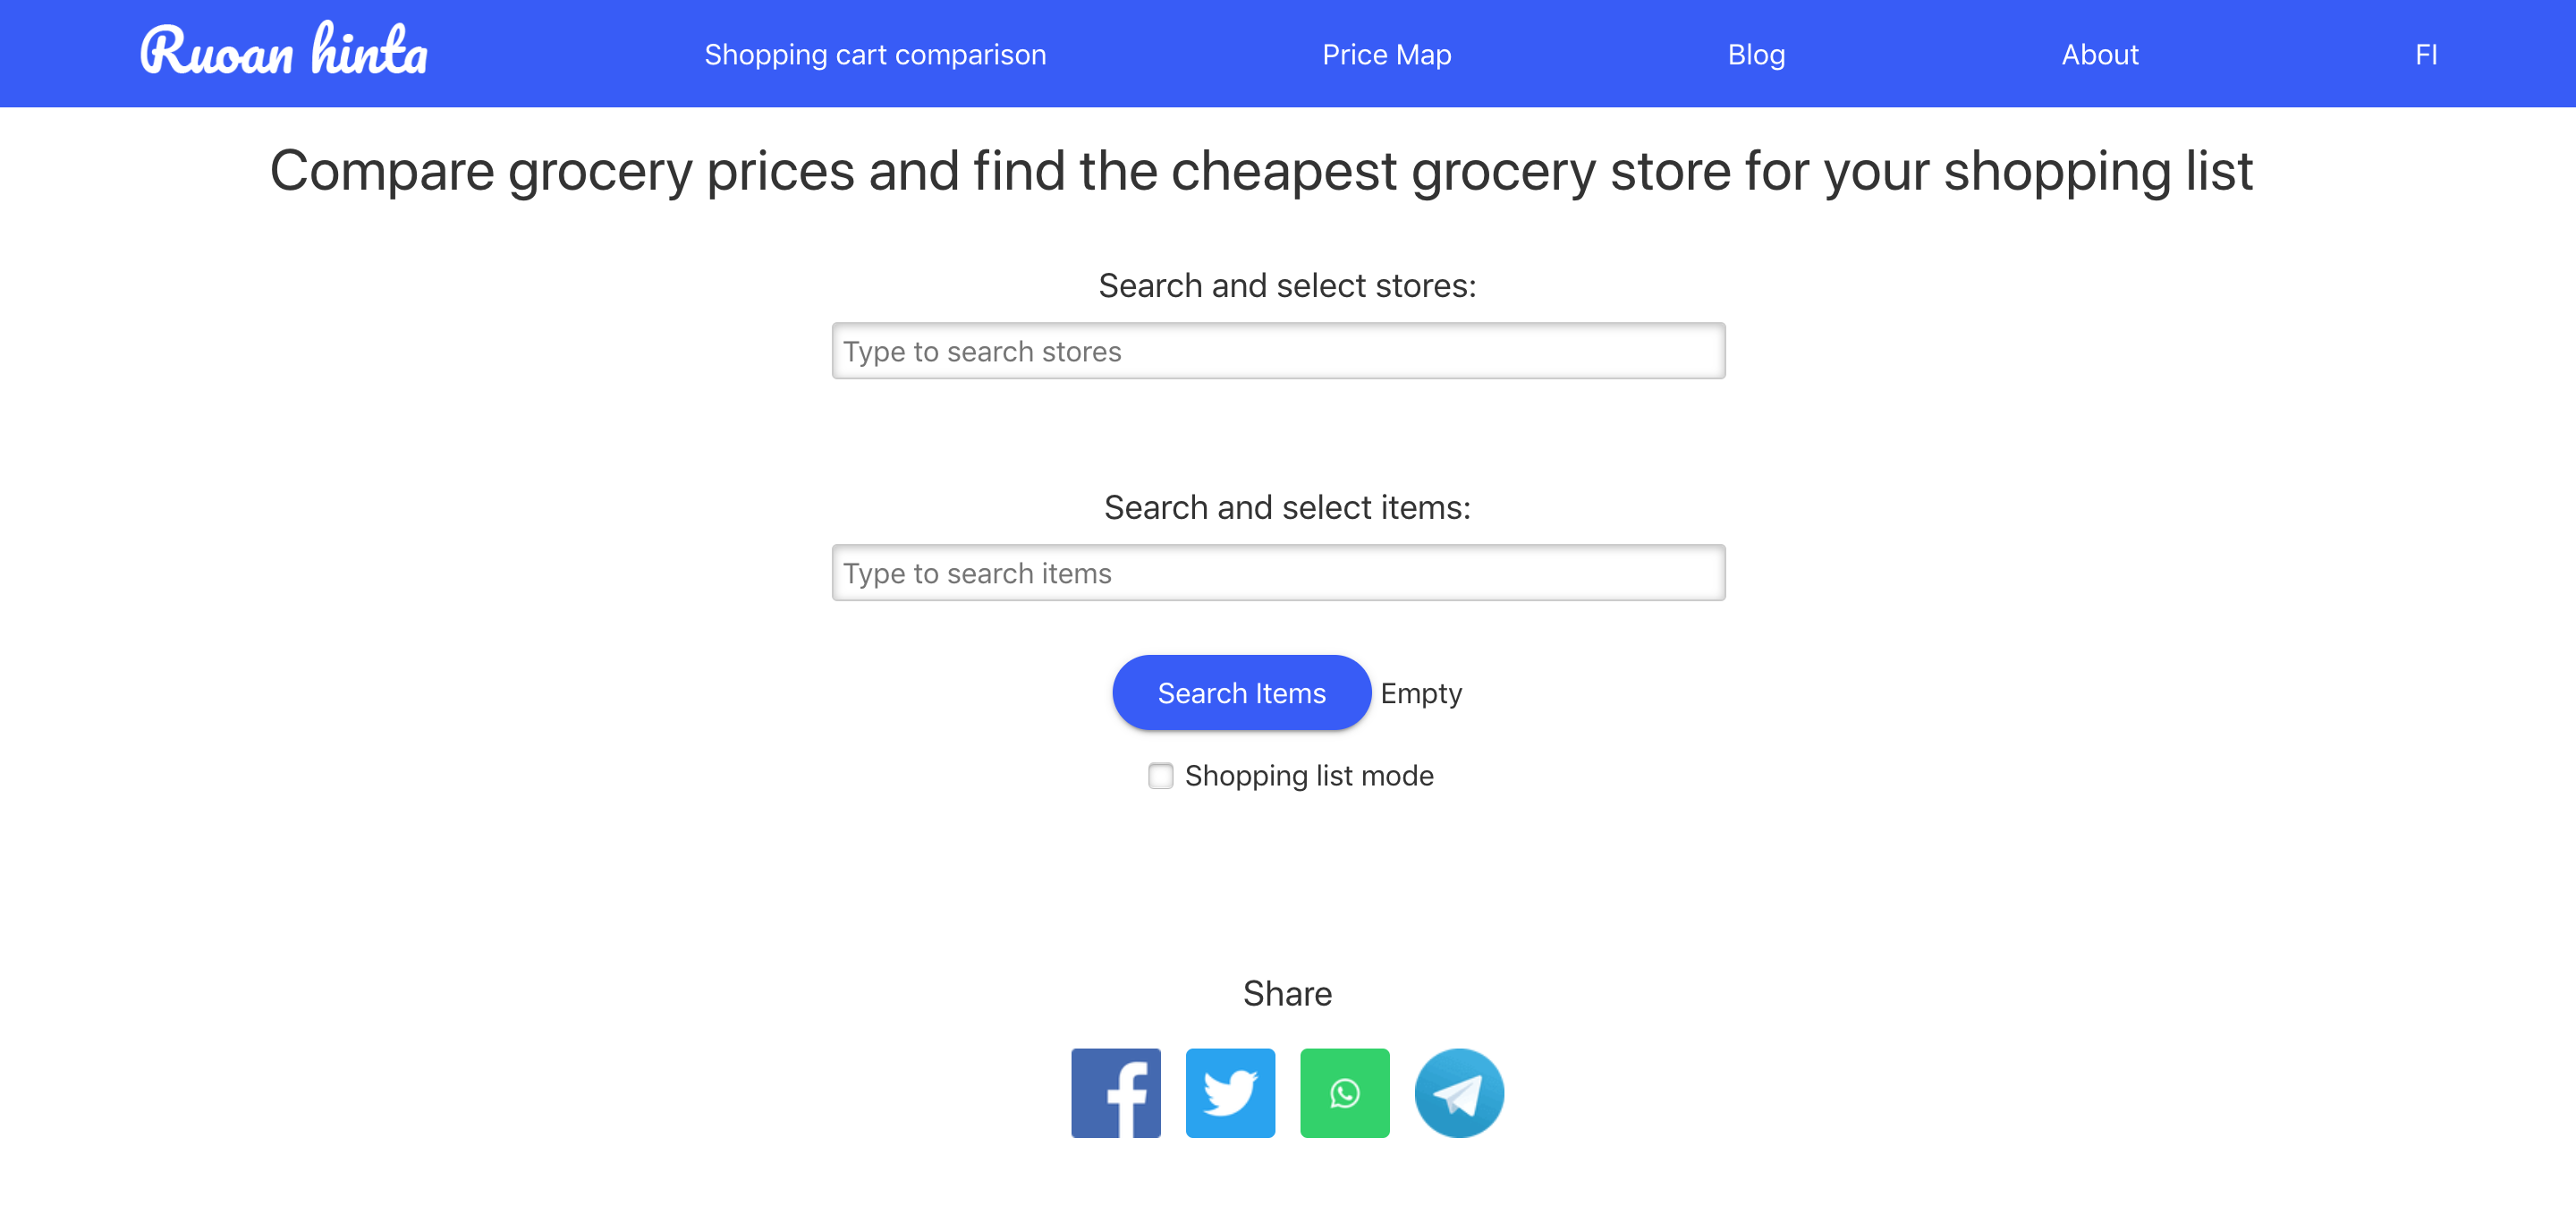 Ruoan hinta Shopping cart comparison Price Map Blog About FI
Compare grocery prices and find the cheapest grocery store for your shopping list
Search and select stores:
Type to search stores
Search and select items:
Type to search items
Search Items Empty
Shopping list mode
Share